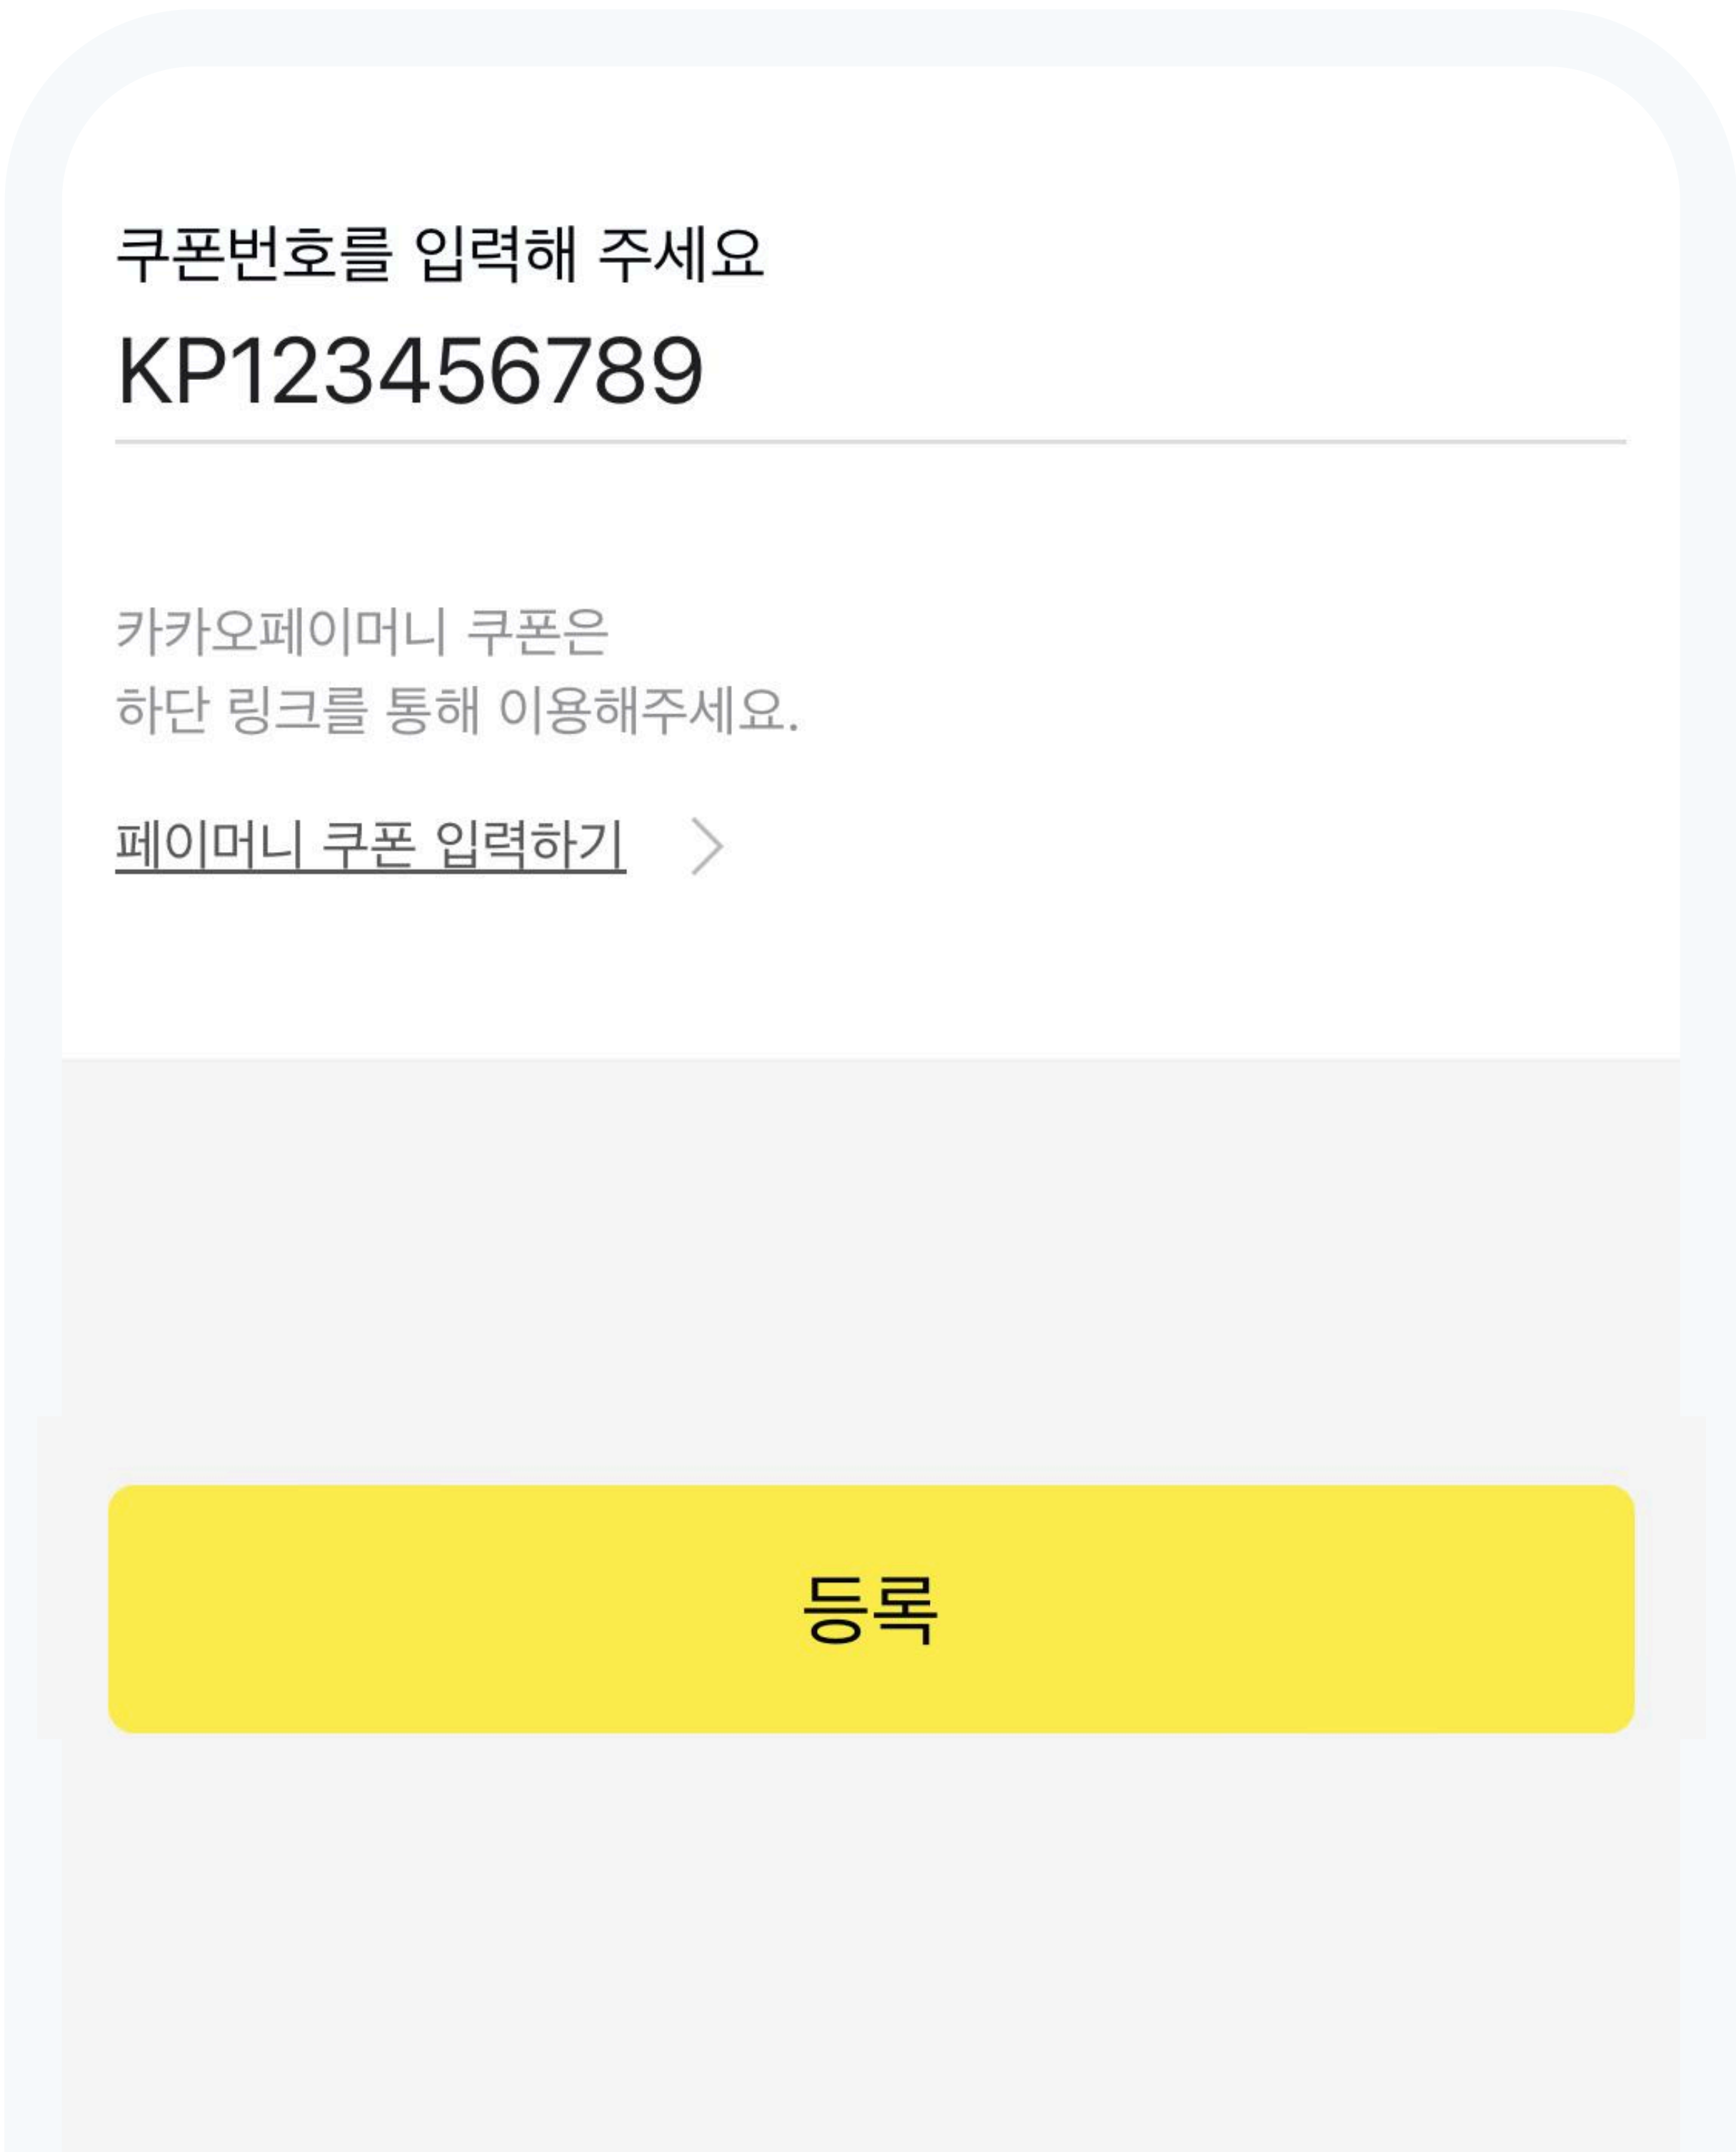 쿠폰번호를 입력해 주세요
KP123456789
카카오페이머니 쿠폰은
하단 링크를 통해 이용해주세요.
페이머니 쿠폰 입력하기
등록